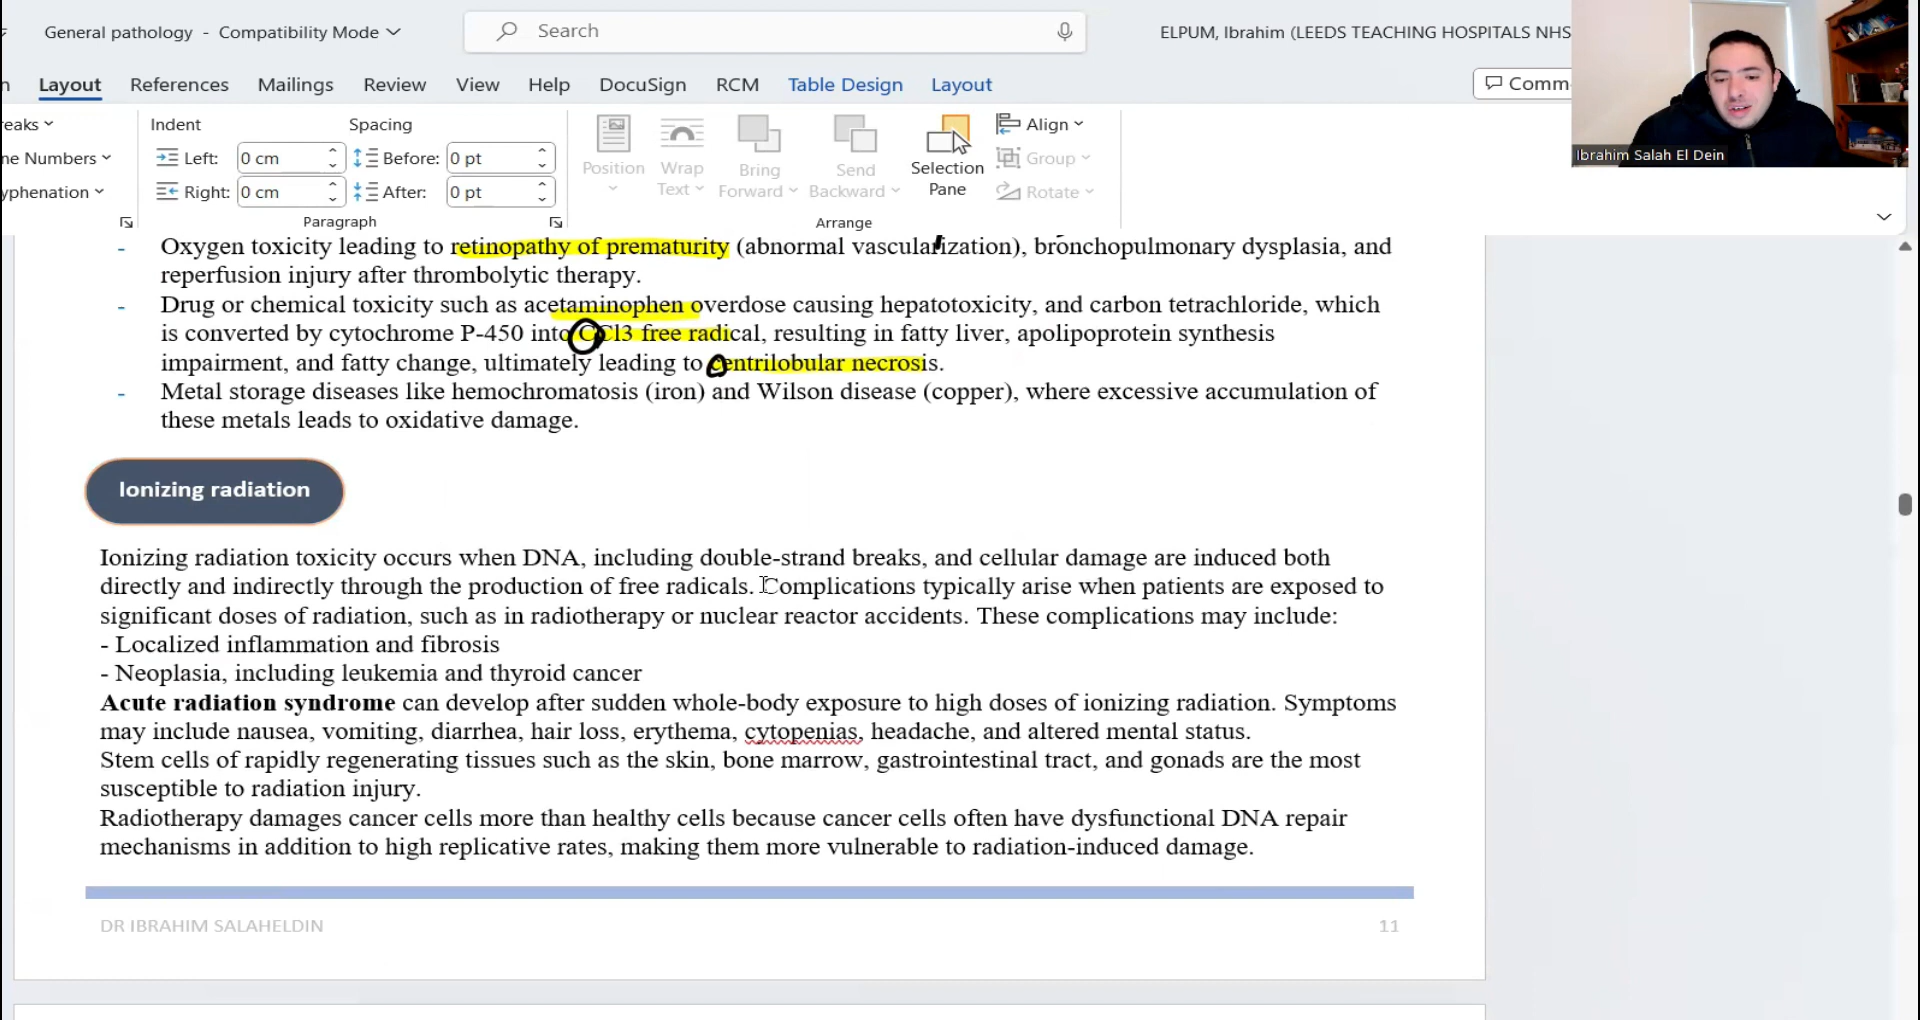 General pathology - Compatibility Mode
Search
ELPUM, Ibrahim (LEEDS TEACHING HOSPITALS NHS
Layout References Mailings Review View Help DocuSign RCM Table Design Layout
Comm
eaks
Indent
Spacing
ne Numbers
Left: 0 cm
Before: 0 pt
yphenation
Right: 0 cm
After: 0 pt
Paragraph
Position
Wrap Text
Bring Forward
Send Backward
Selection Pane
Align
Group
Rotate
Arrange
Ibrahim Salah El Dein
- Oxygen toxicity leading to retinopathy of prematurity (abnormal vascularization), bronchopulmonary dysplasia, and
reperfusion injury after thrombolytic therapy.
- Drug or chemical toxicity such as acetaminophen overdose causing hepatotoxicity, and carbon tetrachloride, which
is converted by cytochrome P-450 into CCl3 free radical, resulting in fatty liver, apolipoprotein synthesis
impairment, and fatty change, ultimately leading to centrilobular necrosis.
- Metal storage diseases like hemochromatosis (iron) and Wilson disease (copper), where excessive accumulation of
these metals leads to oxidative damage.
Ionizing radiation
Ionizing radiation toxicity occurs when DNA, including double-strand breaks, and cellular damage are induced both
directly and indirectly through the production of free radicals. Complications typically arise when patients are exposed to
significant doses of radiation, such as in radiotherapy or nuclear reactor accidents. These complications may include:
- Localized inflammation and fibrosis
- Neoplasia, including leukemia and thyroid cancer
Acute radiation syndrome can develop after sudden whole-body exposure to high doses of ionizing radiation. Symptoms
may include nausea, vomiting, diarrhea, hair loss, erythema, cytopenias, headache, and altered mental status.
Stem cells of rapidly regenerating tissues such as the skin, bone marrow, gastrointestinal tract, and gonads are the most
susceptible to radiation injury.
Radiotherapy damages cancer cells more than healthy cells because cancer cells often have dysfunctional DNA repair
mechanisms in addition to high replicative rates, making them more vulnerable to radiation-induced damage.
DR IBRAHIM SALAHELDIN
11